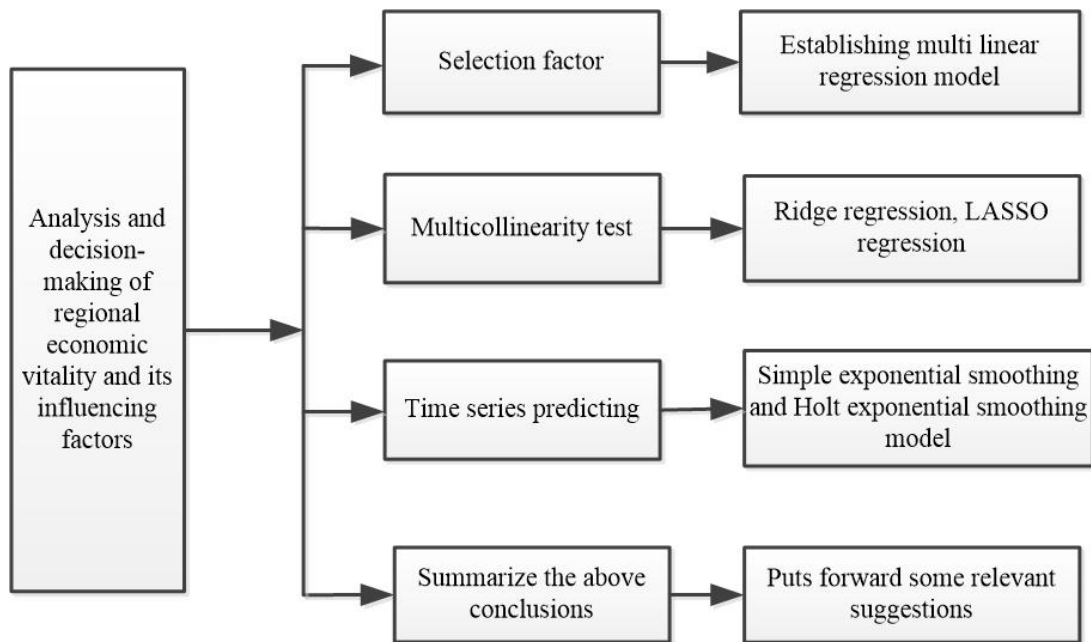 Analysis and
decision-
making of
regional
economic
vitality and its
influencing
factors
Selection factor
Establishing multi linear
regression model
Multicollinearity test
Ridge regression, LASSO
regression
Time series predicting
Simple exponential smoothing
and Holt exponential smoothing
model
Summarize the above
conclusions
Puts forward some relevant
suggestions